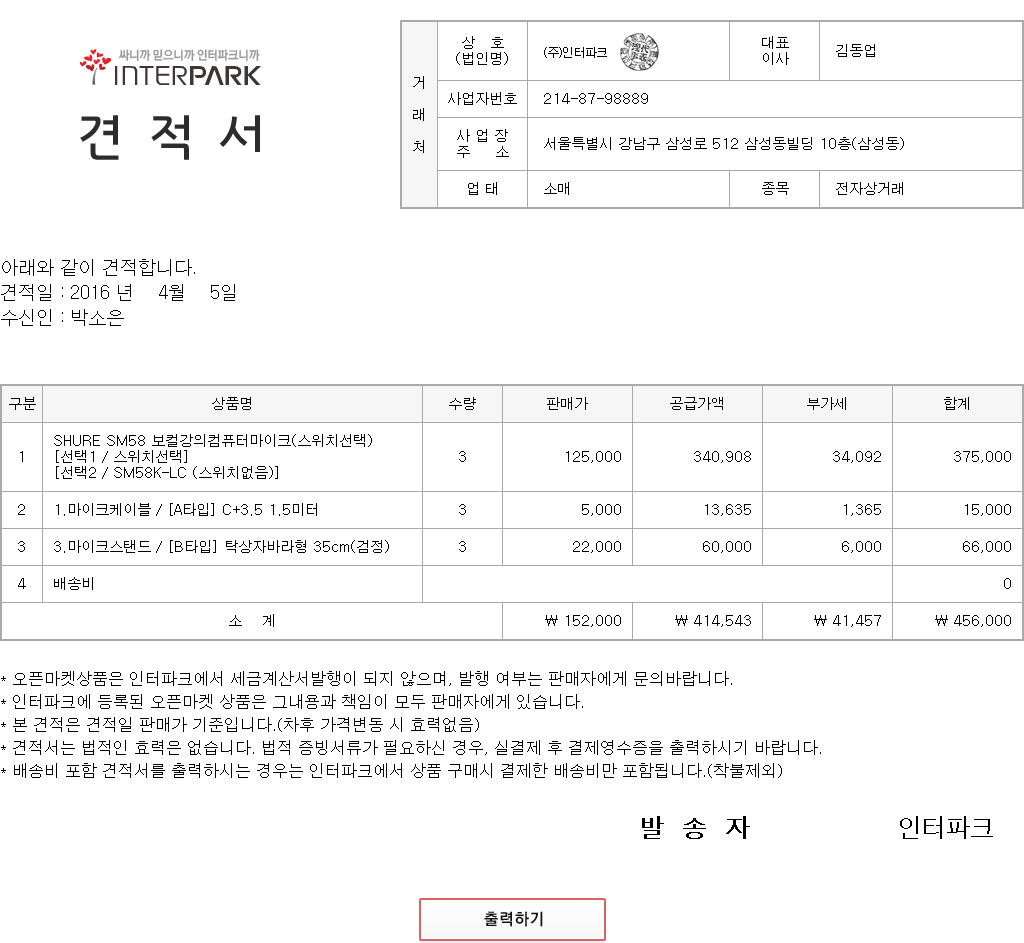 싸니까 믿으니까 인터파크니까
INTERPARK
견 적 서
거래처
상 호
(법인명)
(주)인터파크
대표
이사
김동업
사업자번호
214-87-98889
사 업 장
주 소
서울특별시 강남구 삼성로 512 삼성동빌딩 10층(삼성동)
업 태
소매
종목
전자상거래
아래와 같이 견적합니다.
견적일 : 2016 년 4월 5일
수신인 : 박소은
구분 상품명 수량 판매가 공급가액 부가세 합계
1
SHURE SM58 보컬강의컴퓨터마이크(스위치선택)
[선택1 / 스위치선택]
[선택2 / SM58K-LC (스위치없음)]
3 125,000 340,908 34,092 375,000
2 1.마이크케이블 / [A타입] C+3.5 1.5미터 3 5,000 13,635 1,365 15,000
3 3.마이크스탠드 / [B타입] 탁상자바라형 35cm(검정) 3 22,000 60,000 6,000 66,000
4 배송비 0
소 계 ₩ 152,000 ₩ 414,543 ₩ 41,457 ₩ 456,000
* 오픈마켓상품은 인터파크에서 세금계산서발행이 되지 않으며, 발행 여부는 판매자에게 문의바랍니다.
* 인터파크에 등록된 오픈마켓 상품은 그내용과 책임이 모두 판매자에게 있습니다.
* 본 견적은 견적일 판매가 기준입니다.(차후 가격변동 시 효력없음)
* 견적서는 법적인 효력은 없습니다. 법적 증빙서류가 필요하신 경우, 실결제 후 결제영수증을 출력하시기 바랍니다.
* 배송비 포함 견적서를 출력하시는 경우는 인터파크에서 상품 구매시 결제한 배송비만 포함됩니다.(착불제외)
발 송 자 인터파크
출력하기